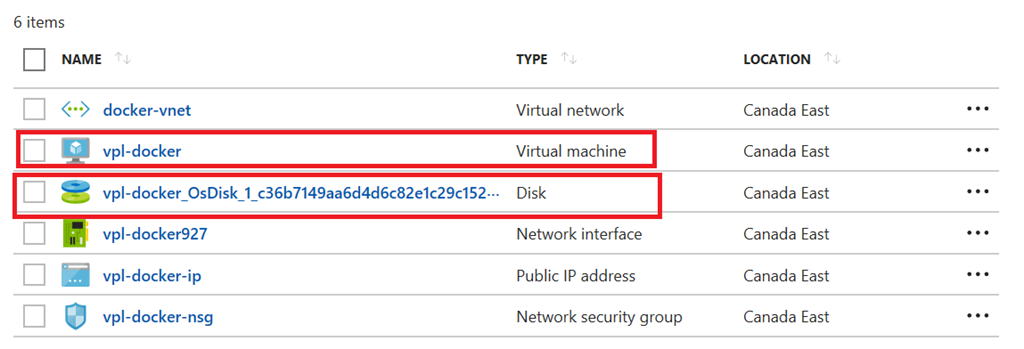 6 items
NAME TYPE LOCATION
docker-vnet Virtual network Canada East
vpl-docker Virtual machine Canada East
vpl-docker_OsDisk_1_c36b7149aa6d4d6c82e1c29c152... Disk Canada East
vpl-docker927 Network interface Canada East
vpl-docker-ip Public IP address Canada East
vpl-docker-nsg Network security group Canada East